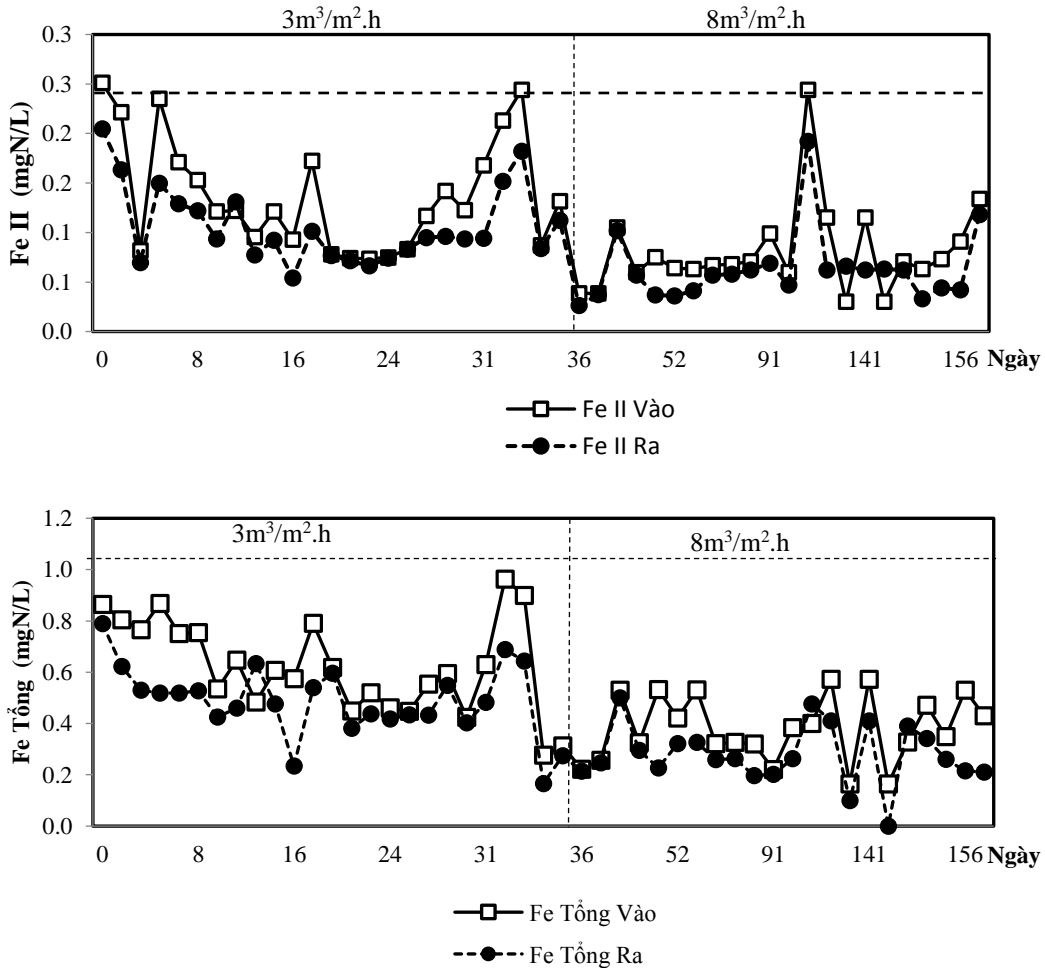 3m³/m².h 8m³/m².h
0.3
0.3
0.2
0.2
0.1
0.1
0.0
Fe II (mgN/L)
0 8 16 24 31 36 52 91 141 156 Ngày
Fe II Vào
Fe II Ra
3m³/m².h 8m³/m².h
1.2
1.0
0.8
0.6
0.4
0.2
0.0
Fe Tổng (mgN/L)
0 8 16 24 31 36 52 91 141 156 Ngày
Fe Tổng Vào
Fe Tổng Ra